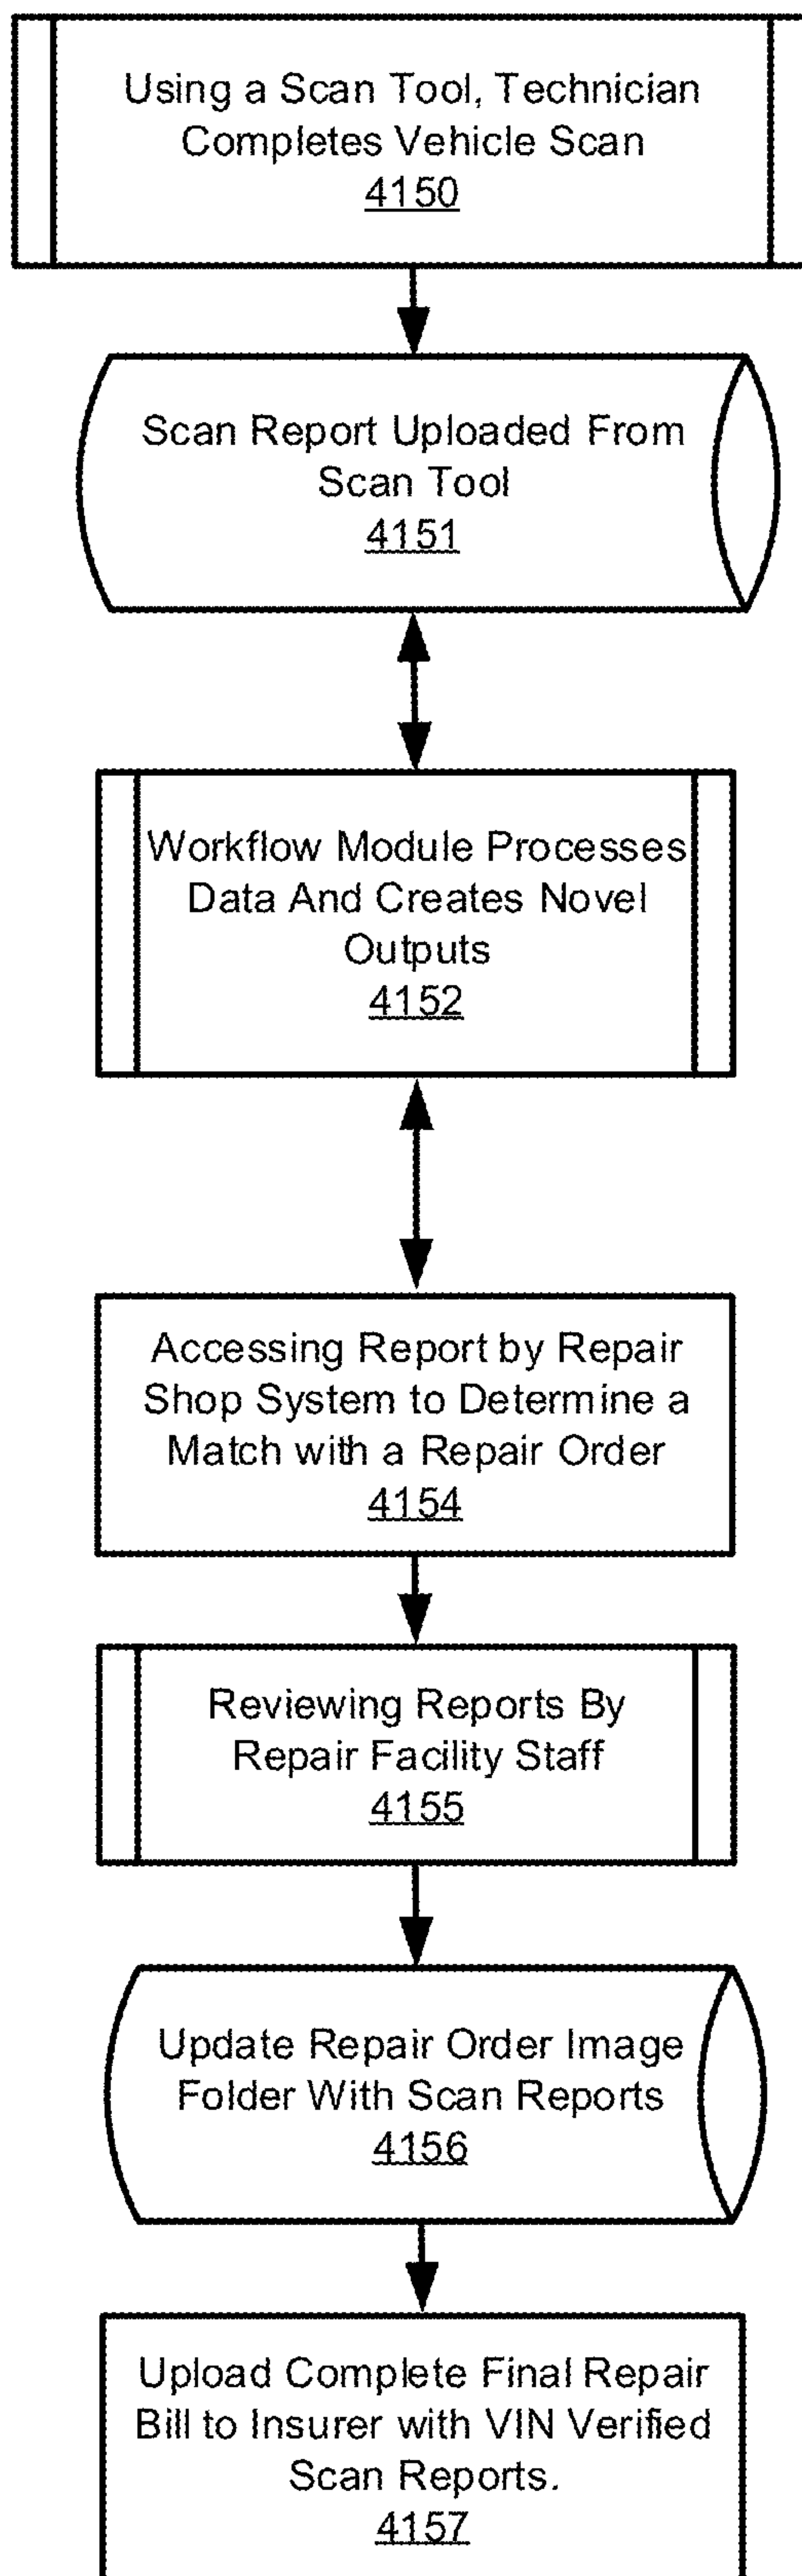 Using a Scan Tool, Technician
Completes Vehicle Scan
4150
Scan Report Uploaded From
Scan Tool
4151
Workflow Module Processes
Data And Creates Novel
Outputs
4152
Accessing Report by Repair
Shop System to Determine a
Match with a Repair Order
4154
Reviewing Reports By
Repair Facility Staff
4155
Update Repair Order Image
Folder With Scan Reports
4156
Upload Complete Final Repair
Bill to Insurer with VIN Verified
Scan Reports.
4157